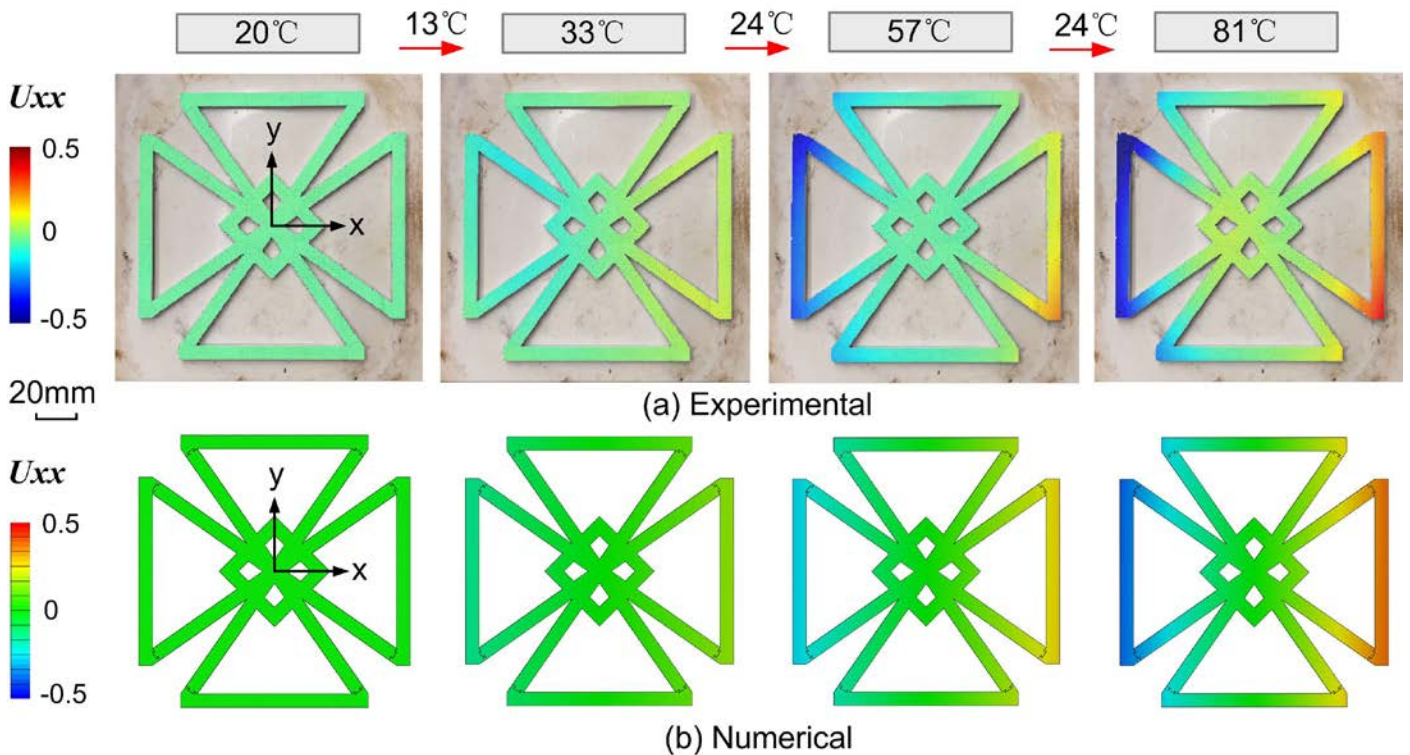 20℃ 13℃ 33℃ 24℃ 57℃ 24℃ 81℃
Uxx
0.5
0
-0.5
y
x
20mm
(a) Experimental
Uxx
0.5
0
-0.5
y
x
(b) Numerical